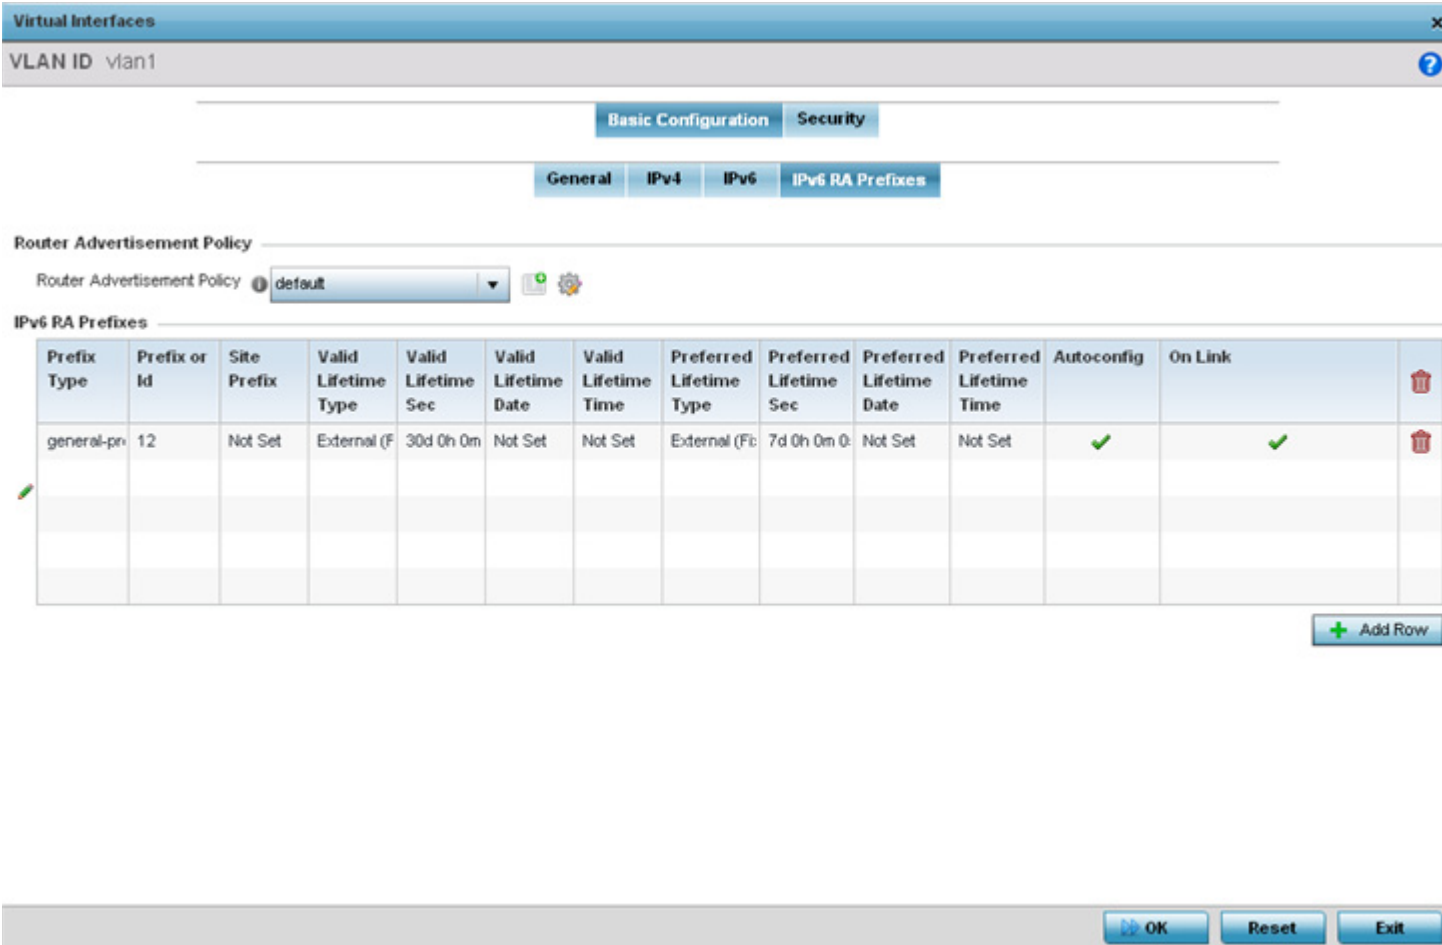 Virtual Interfaces
VLAN ID vlan1
Basic Configuration Security
General IPv4 IPv6 IPv6 RA Prefixes
Router Advertisement Policy
Router Advertisement Policy default
IPv6 RA Prefixes
Prefix Type Prefix or Id Site Prefix Valid Lifetime Type Valid Lifetime Sec Valid Lifetime Date Valid Lifetime Time Preferred Lifetime Type Preferred Lifetime Sec Preferred Lifetime Date Preferred Lifetime Time Autoconfig On Link
general-pr 12 Not Set External (F 30d 0h 0m Not Set Not Set External (Fi 7d 0h 0m 0 Not Set Not Set
Add Row
OK Reset Exit